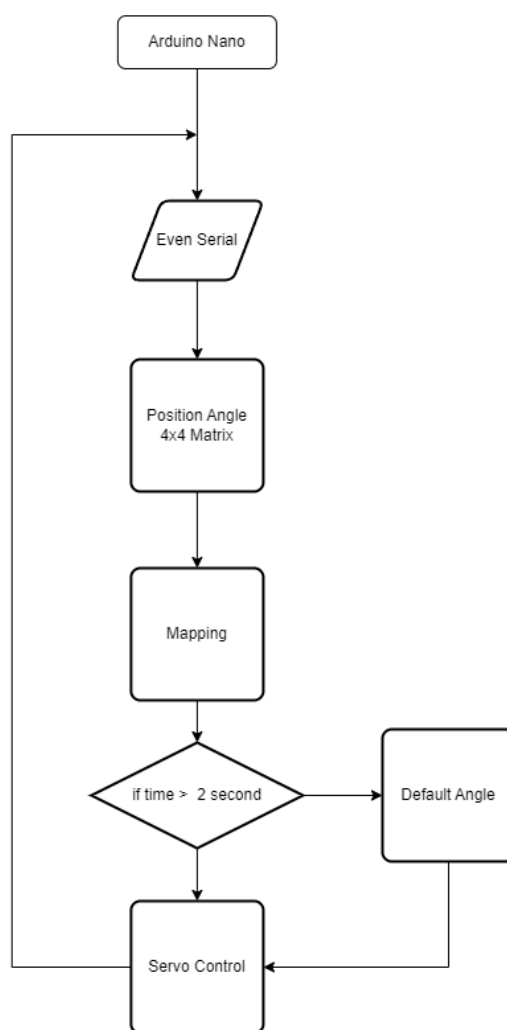 Arduino Nano
Even Serial
Position Angle
4x4 Matrix
Mapping
if time > 2 second
Default Angle
Servo Control